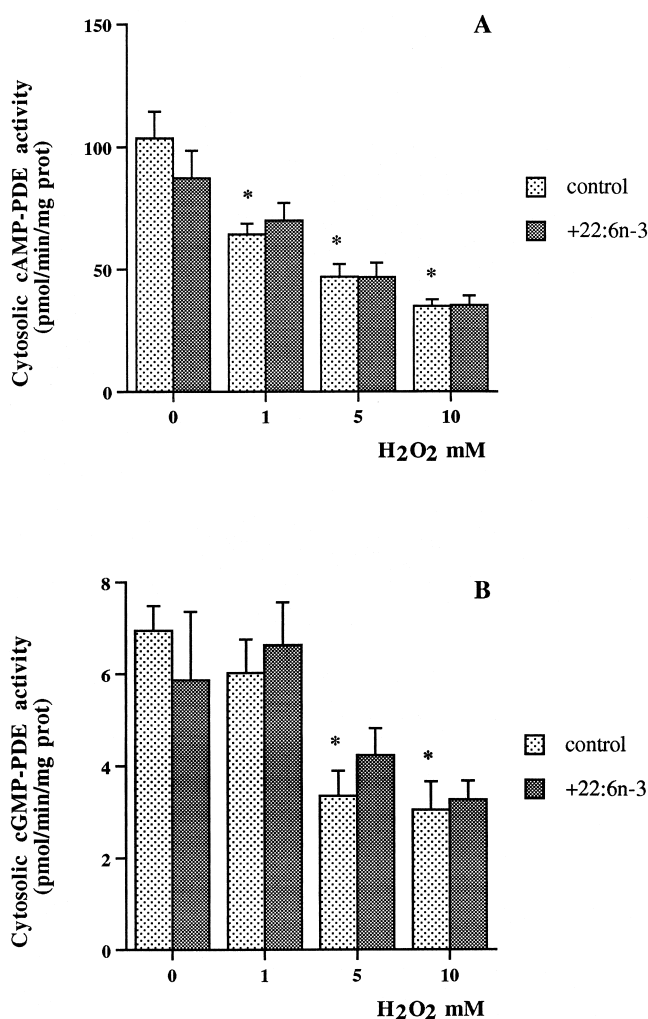 A
Cytosolic cAMP-PDE activity
(pmol/min/mg prot)
150
100
50
0
0 1 5 10
H2O2 mM
* * *
control
+22:6n-3
B
Cytosolic cGMP-PDE activity
(pmol/min/mg prot)
8
6
4
2
0
0 1 5 10
H2O2 mM
* *
control
+22:6n-3